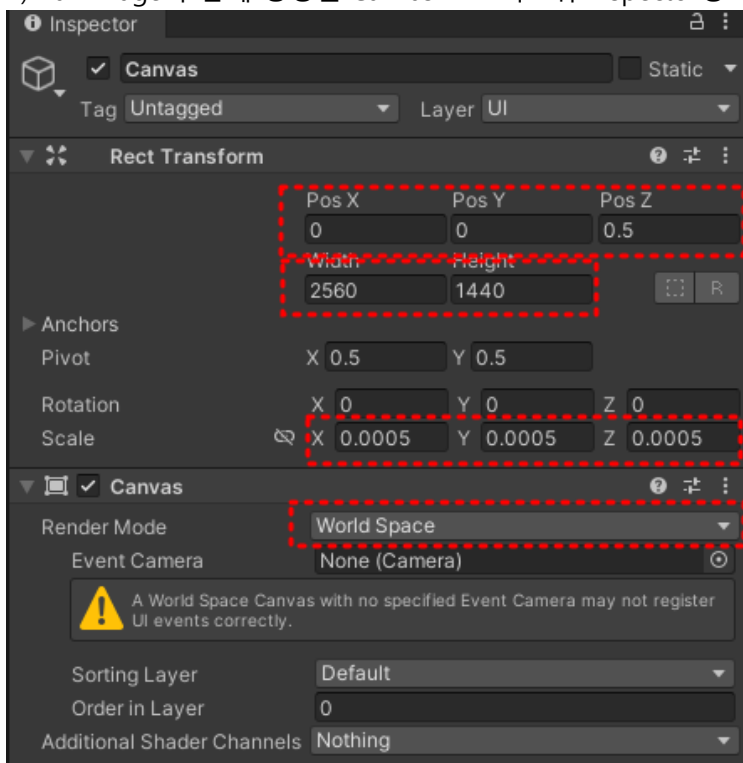 Inspector
Canvas Static
Tag Untagged Layer UI
Rect Transform
Pos X Pos Y Pos Z
0 0 0.5
Width Height
2560 1440
R
Anchors
Pivot X 0.5 Y 0.5
Rotation X 0 Y 0 Z 0
Scale X 0.0005 Y 0.0005 Z 0.0005
Canvas
Render Mode World Space
Event Camera None (Camera)
A World Space Canvas with no specified Event Camera may not register
UI events correctly.
Sorting Layer Default
Order in Layer 0
Additional Shader Channels Nothing